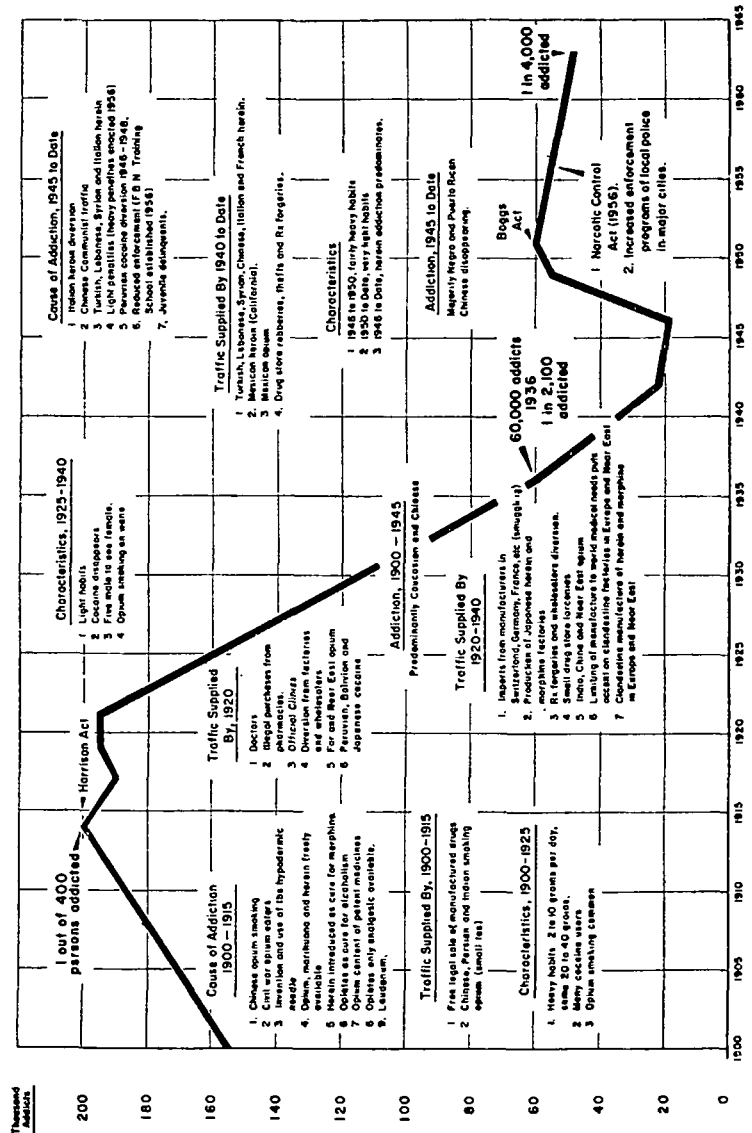 Thousand
Addicts
200
180
160
140
120
100
80
60
40
20
0
1900
1905
1910
1915
1920
1925
1930
1935
1940
1945
1950
1955
1960
1965
1 out of 400
persons addicted
Harrison Act
Cause of Addiction
1900 - 1915
1. Chinese opium smoking
2 Civil war opium eaters
3 Invention and use of the hypodermic
needle
4. Opium, marihuana and heroin freely
available
5 Heroin introduced as cure for morphine.
6 Opiates as cure for alcoholism
7 Opium content of patent medicines
8 Opiates only analgesic available.
9. Laudanum.
Traffic Supplied By, 1900-1915
1 Free legal sale of manufactured drugs
2 Chinese, Persian and Indian smoking
opium (small tax)
Characteristics, 1900-1925
1. Heavy habits 2 to 10 grains per day,
some 20 to 40 grains.
2 Many cocaine users
3 Opium smoking common
Traffic Supplied
By, 1920
1 Doctors
2 Illegal purchases from
pharmacies.
3 Official Clinics
4 Diversion from factories
and wholesalers
5 Far and Near East opium
6 Peruvian, Bolivian and
Japanese cocaine
Characteristics, 1925-1940
1 Light habits
2 Cocaine disappears
3 Five male to one female.
4 Opium smoking on wane
Addiction, 1900 - 1945
Predominantly Caucasian and Chinese
Traffic Supplied By
1920-1940
1. Imports from manufacturers in
Switzerland, Germany, France, etc (smuggling)
2. Production of Japanese heroin and
morphine factories
3 Rx forgeries and wholesalers diversion.
4 Small drug store larcenies
5 India, China and Near East opium
6 Limiting of manufacture to world medical needs puts
accent on clandestine factories in Europe and Near East
7 Clandestine manufacture of heroin and morphine
in Europe and Near East
60,000 addicts
1936
1 in 2,100
addicted
Cause of Addiction, 1945 to Date
1 Italian heroin diversion
2 Chinese Communist traffic
3 Turkish, Lebanese, Syrian and Italian heroin
4 Light penalties (heavy penalties enacted 1956)
5 Peruvian cocaine diversion 1946-1948.
6. Reduced enforcement (F B N Training
School established 1956)
7. Juvenile delinquents.
Traffic Supplied By 1940 to Date
1 Turkish, Lebanese, Syrian, Chinese, Italian and French heroin.
2. Mexican heroin (California).
3 Mexican opium
4. Drug store robberies, thefts and Rx forgeries.
Characteristics
1 1946 to 1950, fairly heavy habits
2 1950 to Date, very light habits
3 1946 to Date, heroin addiction predominates.
Addiction, 1945 to Date
Majority Negro and Puerto Rican
Chinese disappearing
Boggs
Act
1 Narcotic Control
Act (1956).
2. Increased enforcement
programs of local police
in major cities.
1 in 4,000
addicted